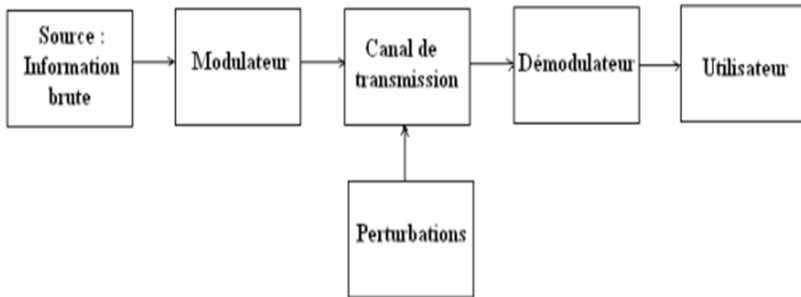 Source :
Information
brute
Modulateur
Canal de
transmission
Démodulateur
Utilisateur
Perturbations